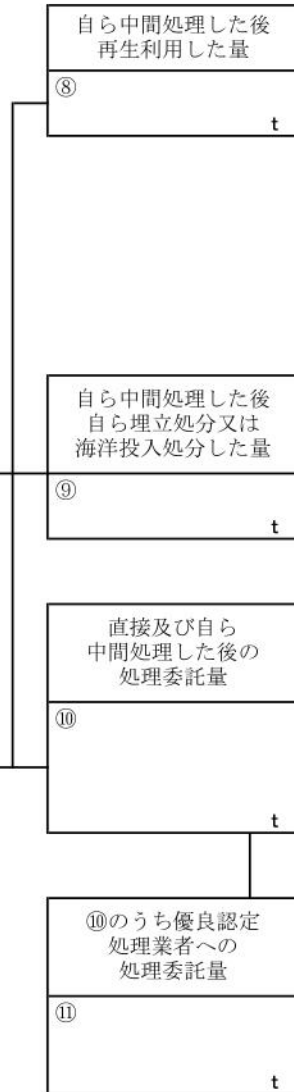 自ら中間処理した後
再生利用した量
⑧
t
自ら中間処理した後
自ら埋立処分又は
海洋投入処分した量
⑨
t
直接及び自ら
中間処理した後の
処理委託量
⑩
t
⑩のうち優良認定
処理業者への
処理委託量
⑪
t